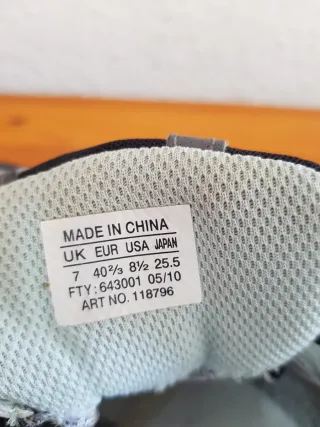 MADE IN CHINA
UK EUR USA JAPAN
7 40⅔ 8½ 25.5
FTY: 643001 05/10
ART NO. 118796